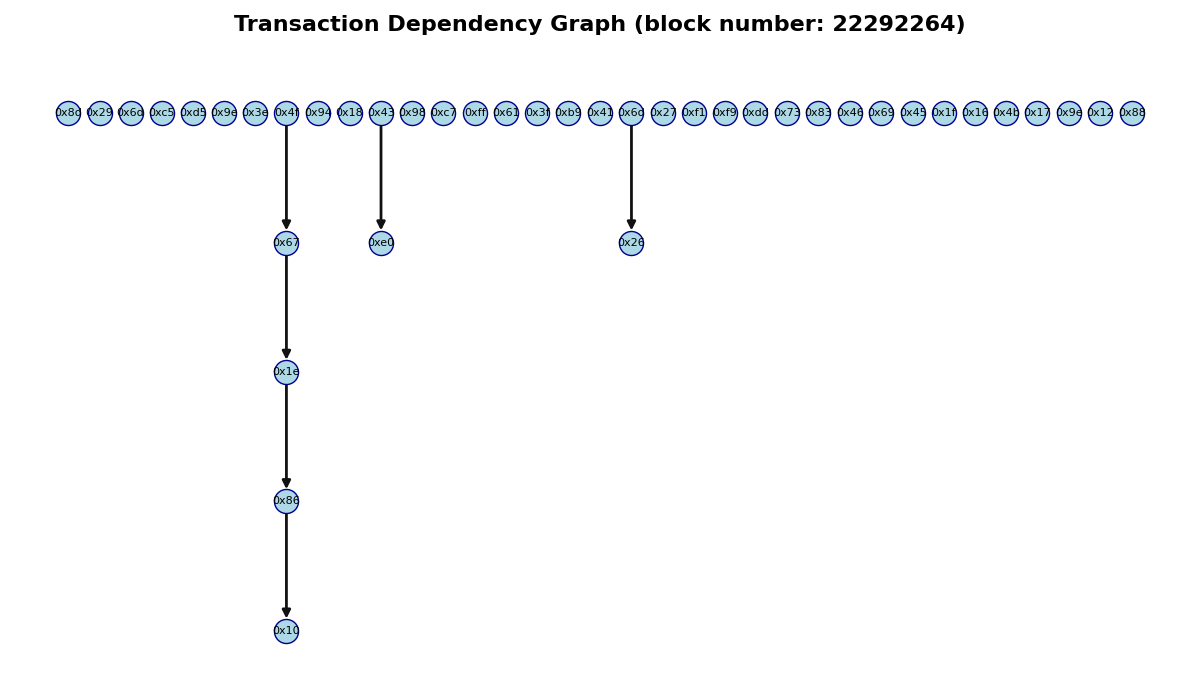 Transaction Dependency Graph (block number: 22292264)
0x8d 0x29 0x6d 0xc5 0xd5 0x9e 0x3e 0x4f 0x94 0x18 0x43 0x98 0xc7 0xff 0x61 0x3f 0xb9 0x41 0x6d 0x27 0xf1 0xf9 0xdd 0x73 0x83 0x46 0x69 0x45 0x1f 0x16 0x4b 0x17 0x9e 0x12 0x88
0x67 0xe0 0x26
0x1e
0x86
0x10